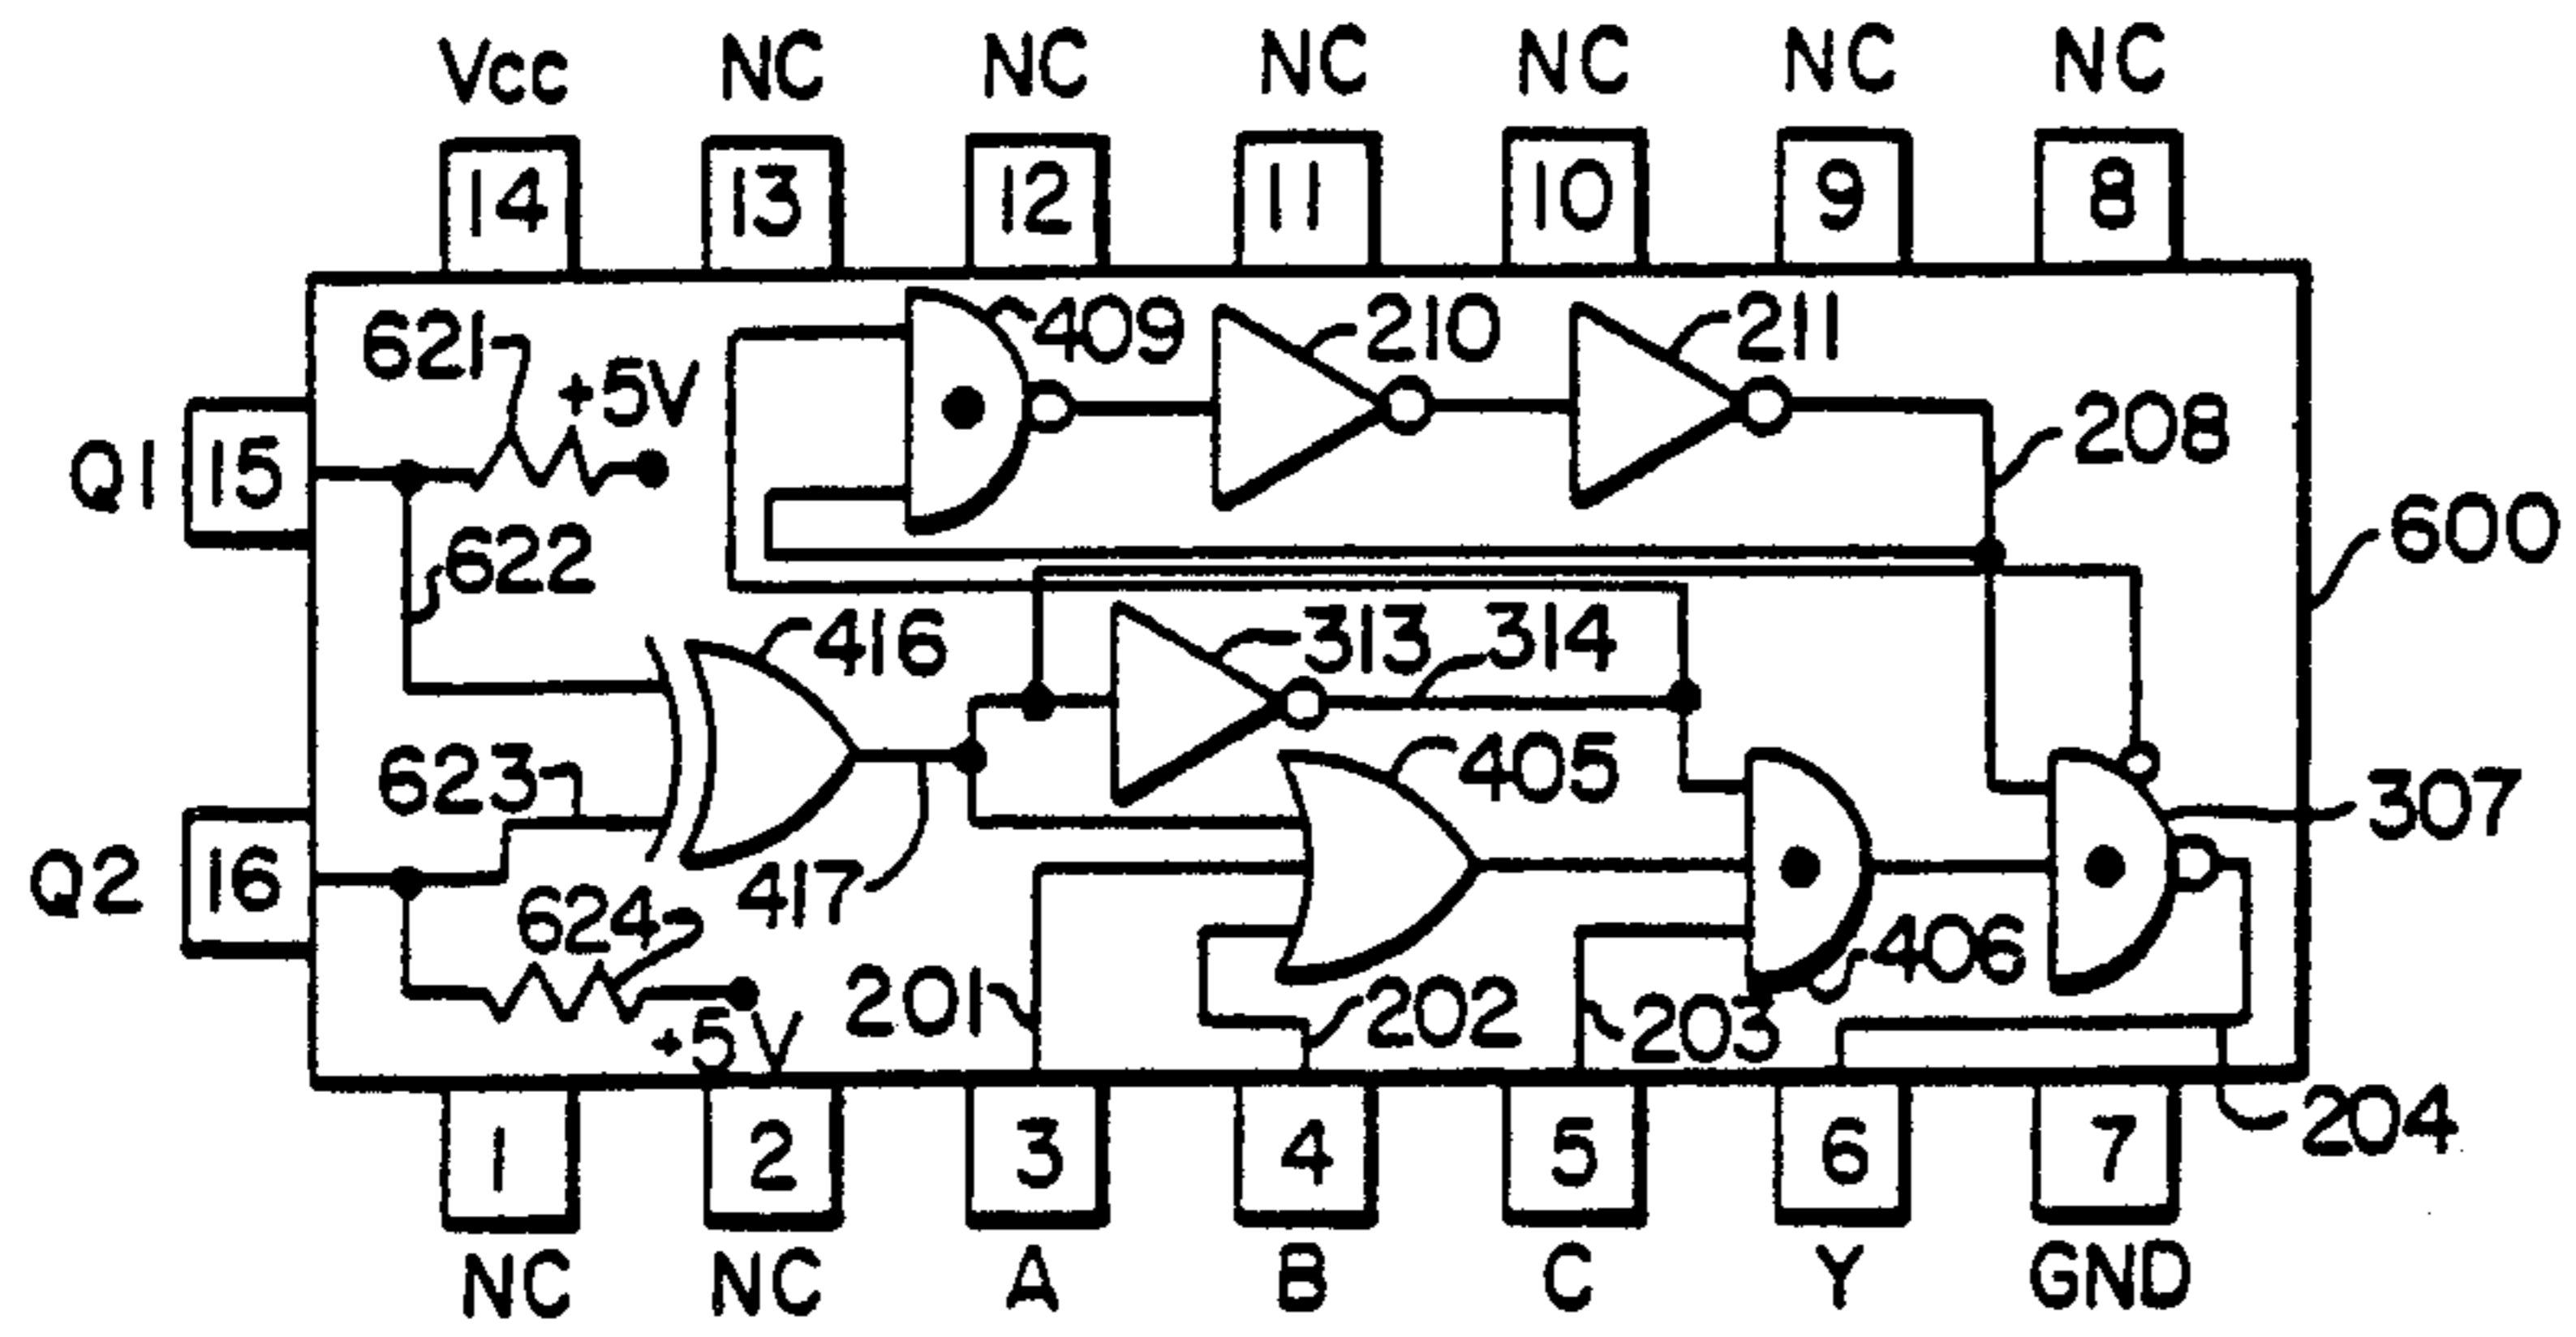 Vcc NC NC NC NC NC NC
14 13 12 11 10 9 8
621 409 210 211
+5V
208
Q1 15
600
622
416 313 314
405
623
307
Q2 16
624 417
406
201 202 203
+5V
204
1 2 3 4 5 6 7
NC NC A B C Y GND